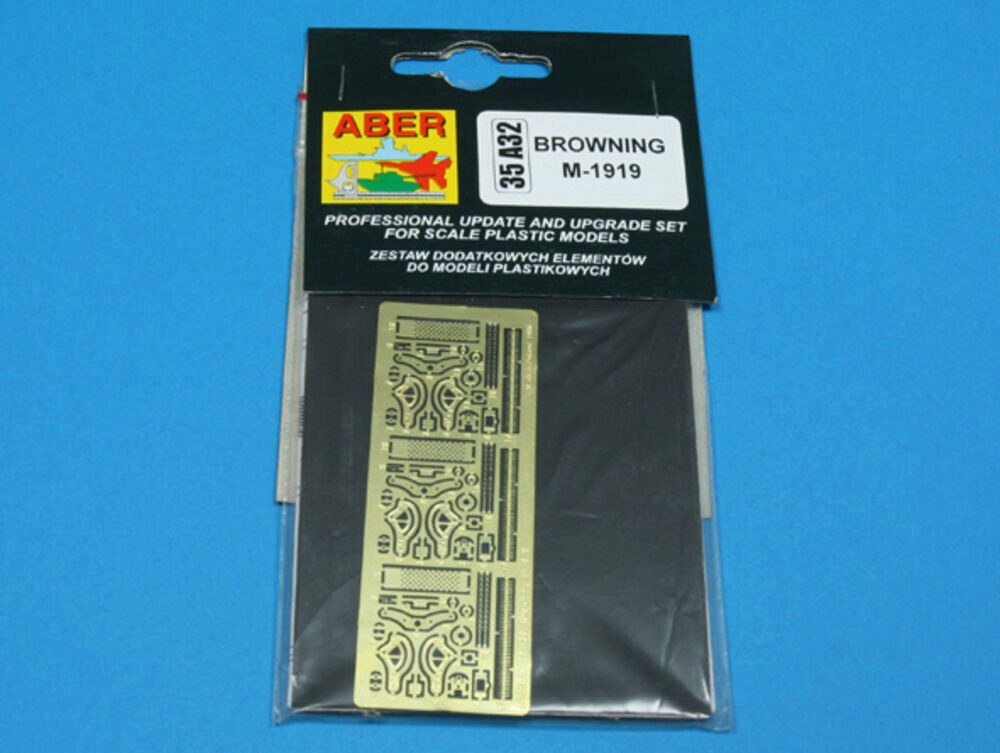 ABER
35 A32
BROWNING
M-1919
PROFESSIONAL UPDATE AND UPGRADE SET
FOR SCALE PLASTIC MODELS
ZESTAW DODATKOWYCH ELEMENTÓW
DO MODELI PLASTIKOWYCH